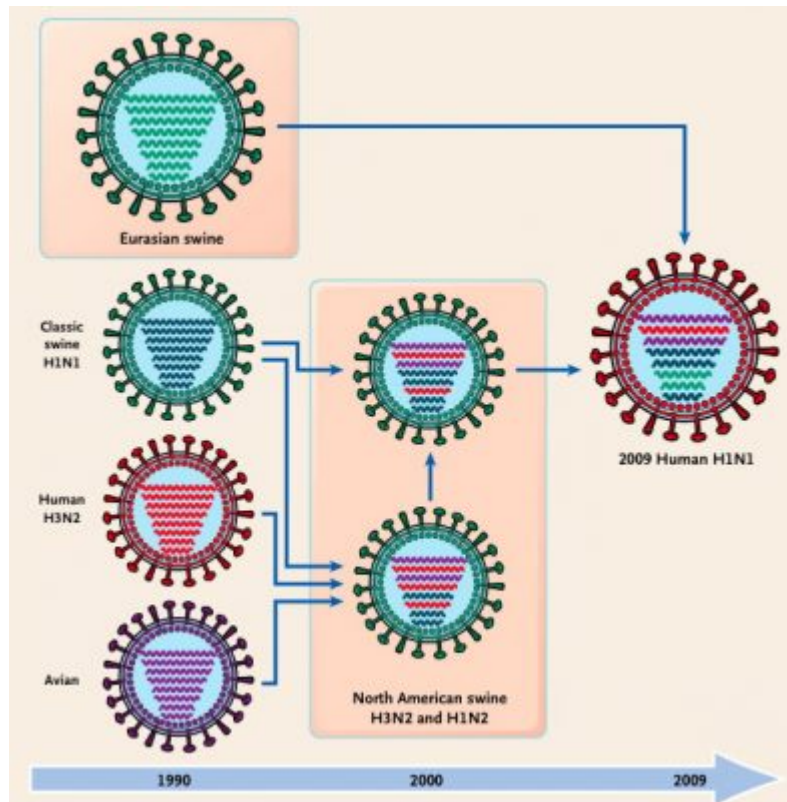 Eurasian swine
Classic
swine
H1N1
Human
H3N2
Avian
2009 Human H1N1
North American swine
H3N2 and H1N2
1990
2000
2009